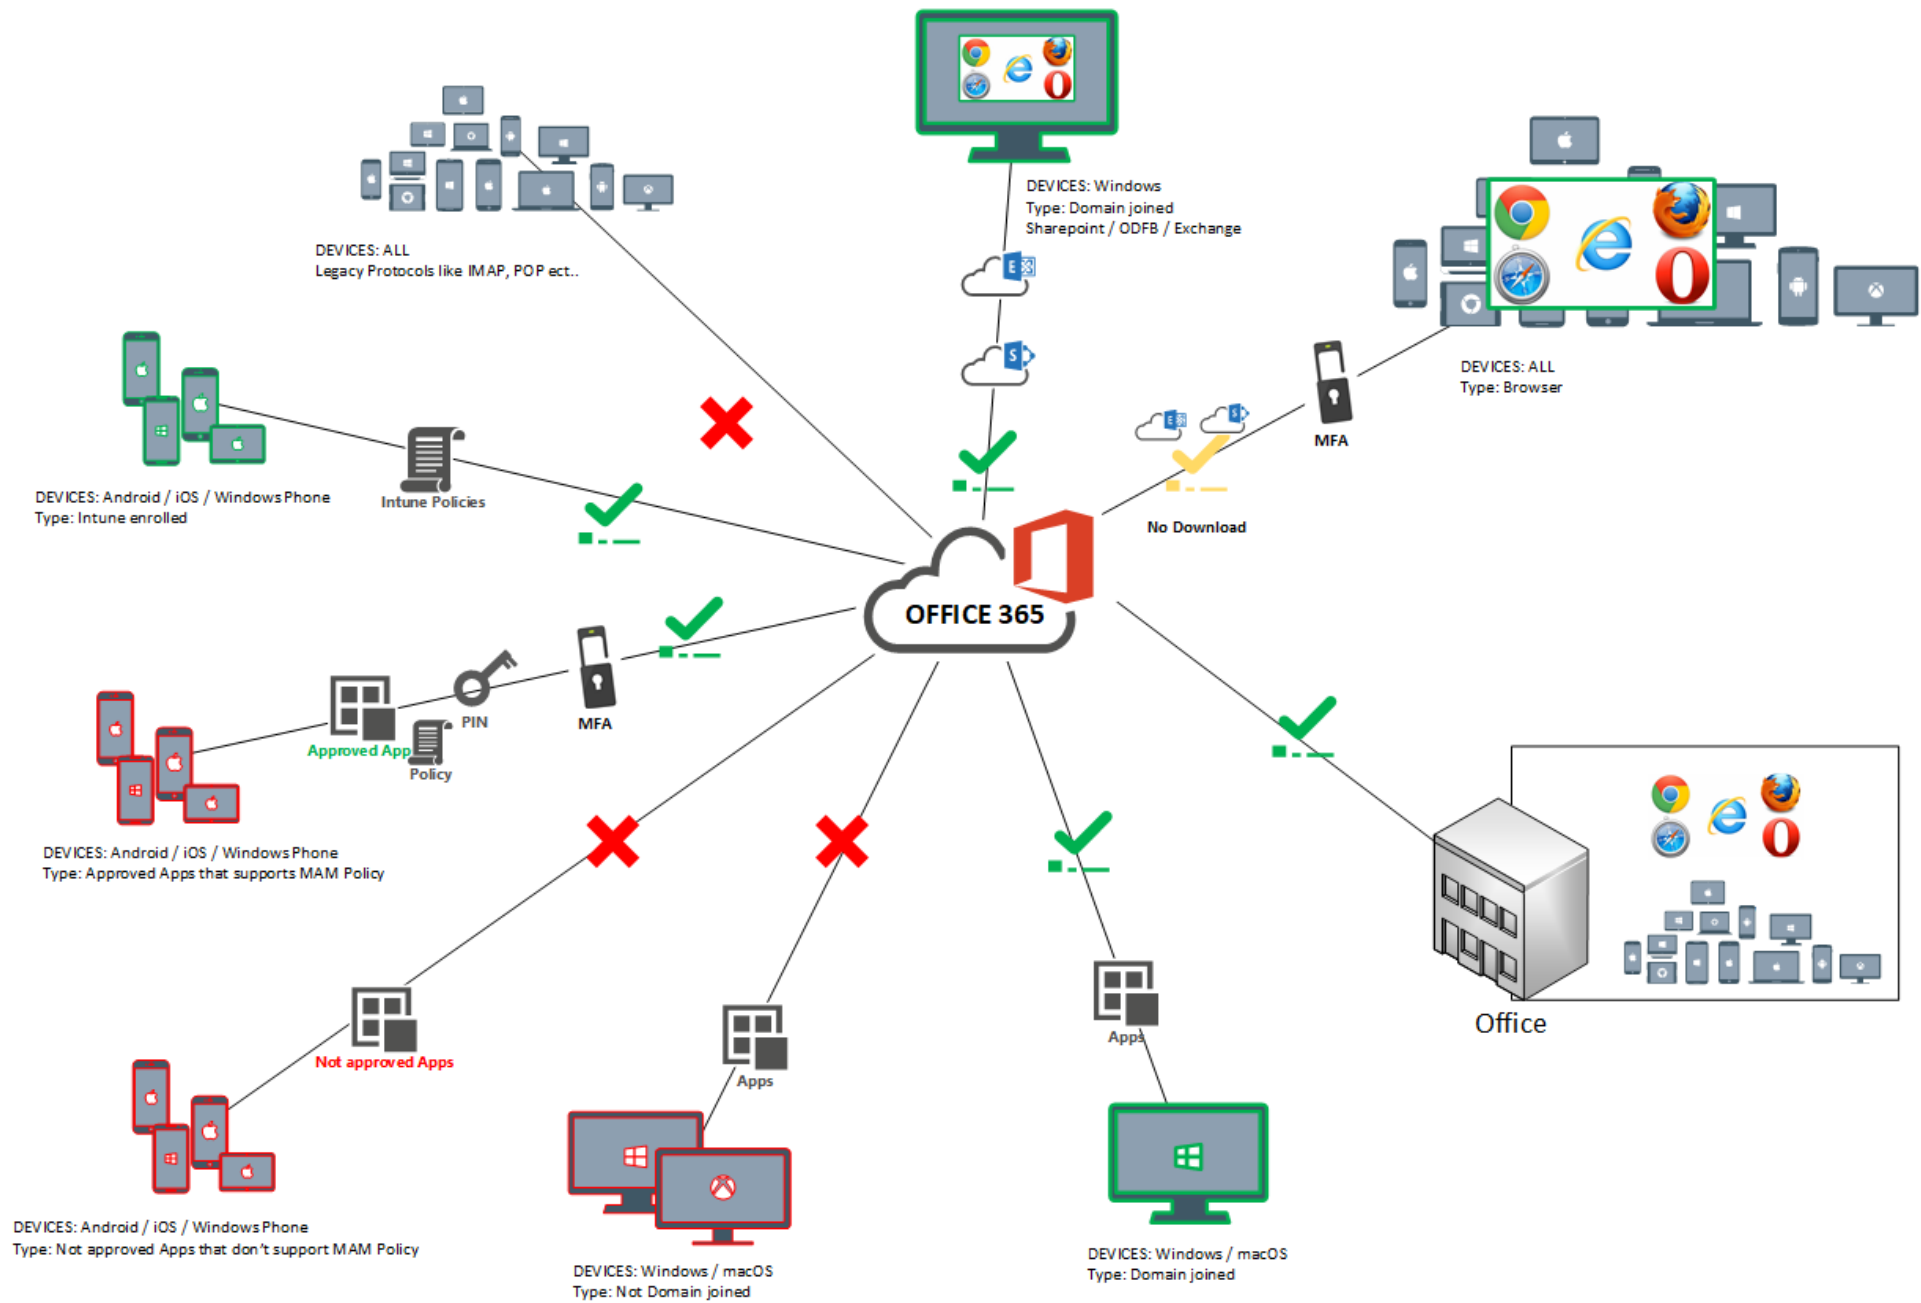 DEVICES: Windows
Type: Domain joined
Sharepoint / ODFB / Exchange
E
S
DEVICES: ALL
Legacy Protocols like IMAP, POP ect..
DEVICES: ALL
Type: Browser
MFA
E
S
No Download
Intune Policies
DEVICES: Android / iOS / Windows Phone
Type: Intune enrolled
OFFICE 365
Approved App
Policy
PIN
MFA
DEVICES: Android / iOS / Windows Phone
Type: Approved Apps that supports MAM Policy
Office
Not approved Apps
Apps
Apps
DEVICES: Android / iOS / Windows Phone
Type: Not approved Apps that don't support MAM Policy
DEVICES: Windows / macOS
Type: Not Domain joined
DEVICES: Windows / macOS
Type: Domain joined